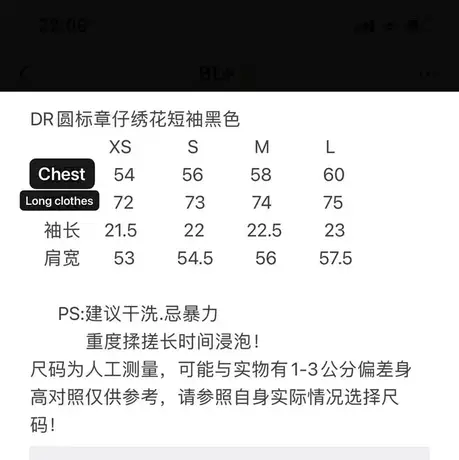 DR圆标章仔绣花短袖黑色
XS S M L
Chest 54 56 58 60
Long clothes 72 73 74 75
袖长 21.5 22 22.5 23
肩宽 53 54.5 56 57.5
PS:建议干洗.忌暴力
重度揉搓长时间浸泡！
尺码为人工测量，可能与实物有1-3公分偏差身
高对照仅供参考，请参照自身实际情况选择尺
码！